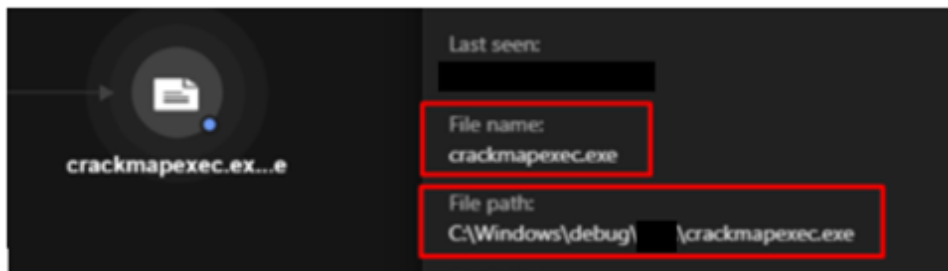 crackmapexec.ex...e
Last seen:
File name:
crackmapexec.exe
File path:
C:\Windows\debug\ \crackmapexec.exe